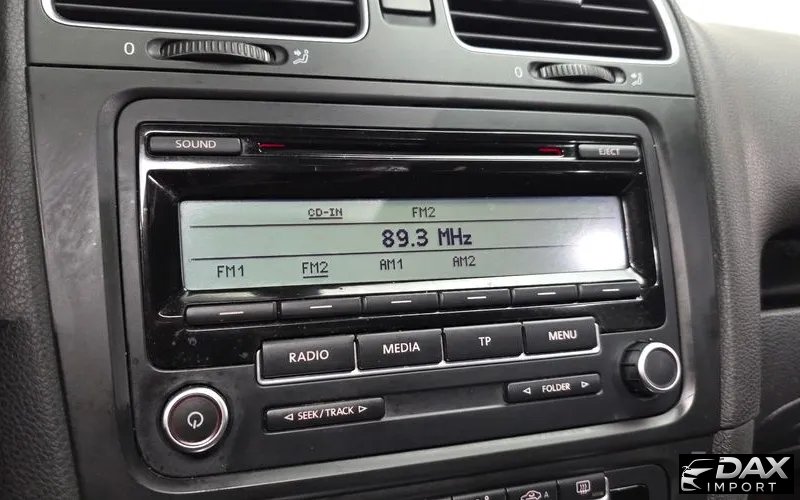 0
0
SOUND
EJECT
CD-IN FM2
89.3 MHz
FM1 FM2 AM1 AM2
RADIO MEDIA TP MENU
SEEK/TRACK FOLDER
A
DAX
IMPORT